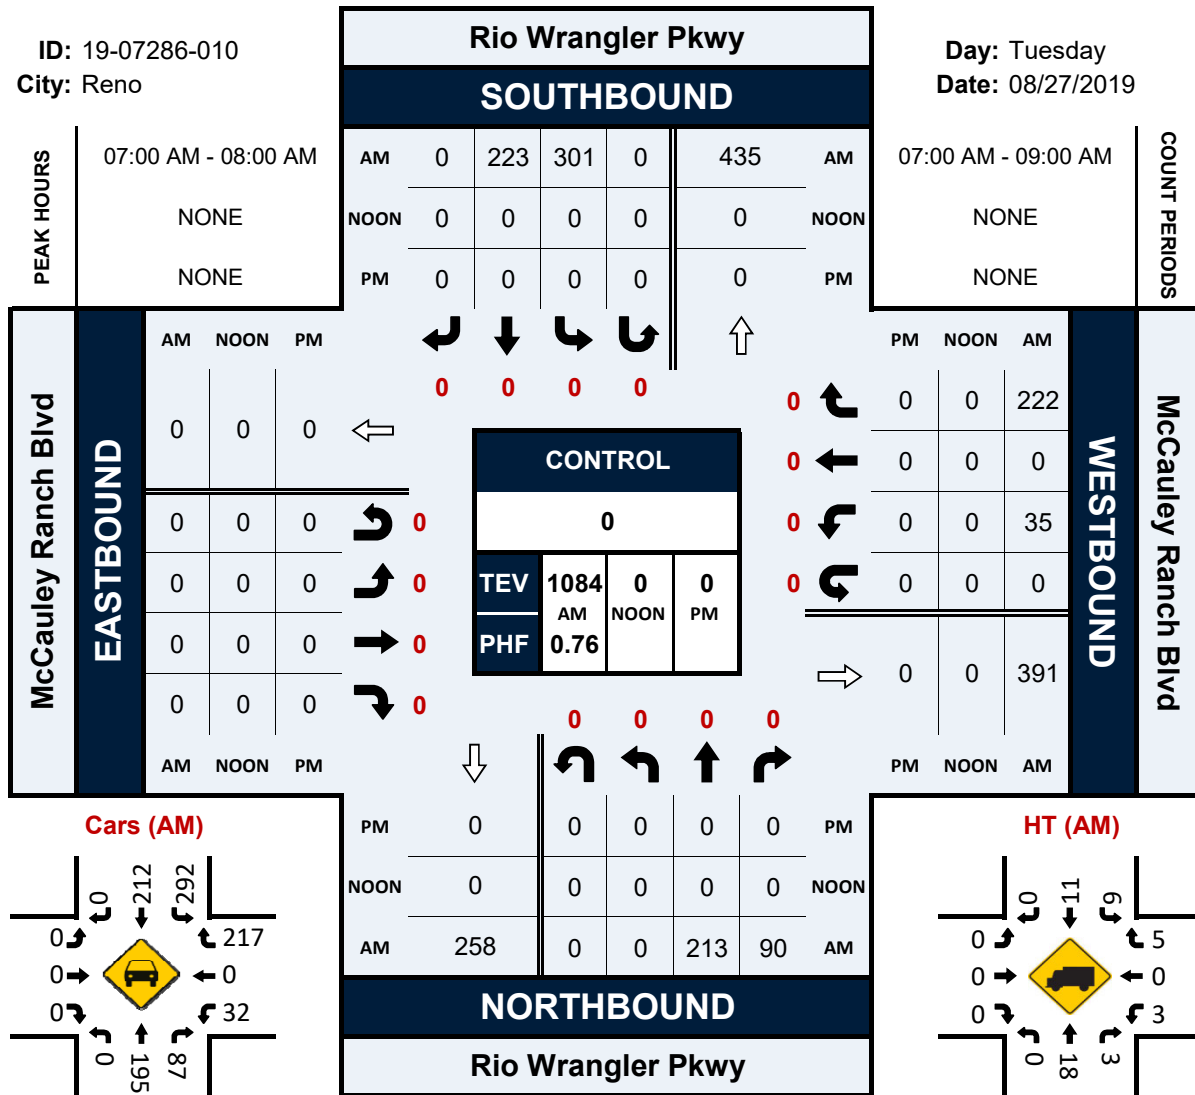 Rio Wrangler Pkwy
ID: 19-07286-010
City: Reno
Day: Tuesday
Date: 08/27/2019
SOUTHBOUND
PEAK HOURS
07:00 AM - 08:00 AM
NONE
NONE
AM 0 223 301 0 435 AM
NOON 0 0 0 0 0 NOON
PM 0 0 0 0 0 PM
07:00 AM - 09:00 AM
NONE
NONE
COUNT PERIODS
0 0 0 0
McCauley Ranch Blvd
EASTBOUND
AM NOON PM
0 0 0
0 0 0 0
0 0 0 0
0 0 0 0
0 0 0 0
AM NOON PM
CONTROL
0
TEV 1084 0 0
AM NOON PM
PHF 0.76
PM NOON AM
0 0 0 222
0 0 0 0
0 0 0 35
0 0 0 0
0 0 391
PM NOON AM
WESTBOUND
McCauley Ranch Blvd
0 0 0 0
PM 0 0 0 0 0 PM
NOON 0 0 0 0 0 NOON
AM 258 0 0 213 90 AM
NORTHBOUND
Rio Wrangler Pkwy
Cars (AM)
0 212 292
0 217
0 0
0 32
0 195 87
HT (AM)
0 11 9
0 5
0 0
0 3
0 18 3